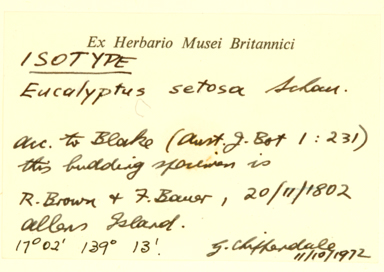 Ex Herbario Musei Britannici
ISOTYPE
Eucalyptus setosa Schau.
acc. to Blake (Aust. J. Bot 1 : 231)
this budding specimen is
R. Brown & F. Bauer, 20/11/1802
Allens Island.
17°02' 139° 13'.
G. Chippendale
11/10/1972